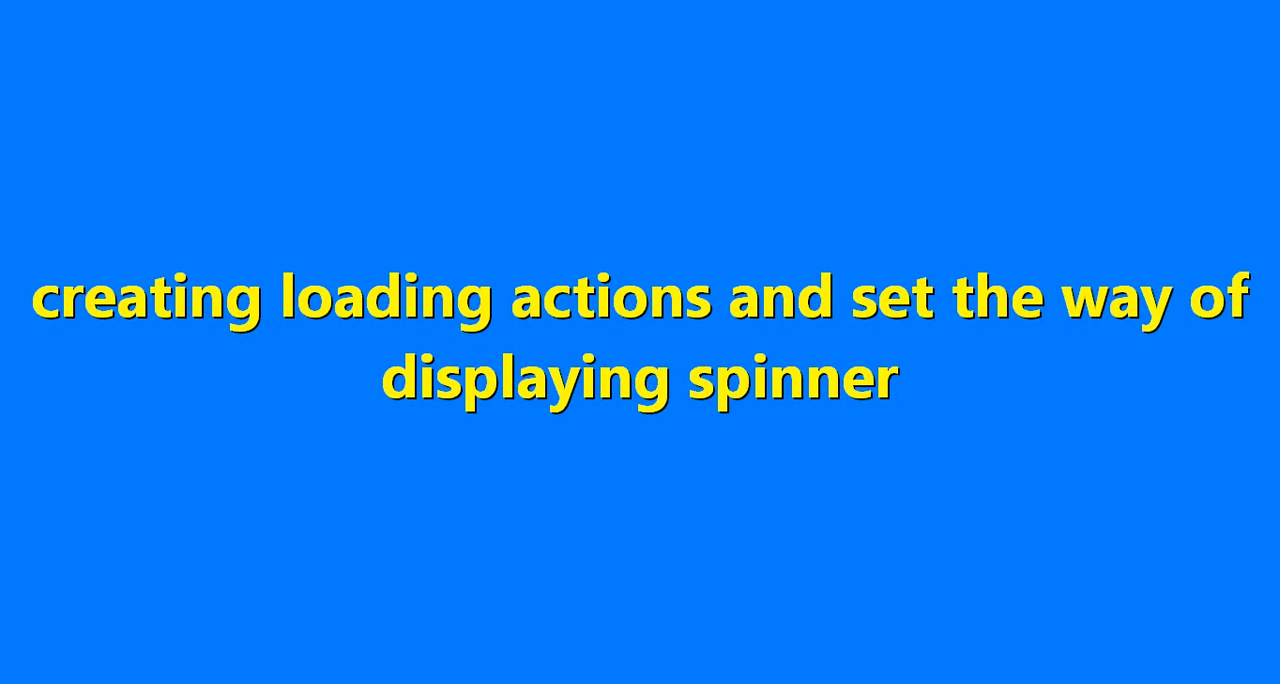 creating loading actions and set the way of
displaying spinner